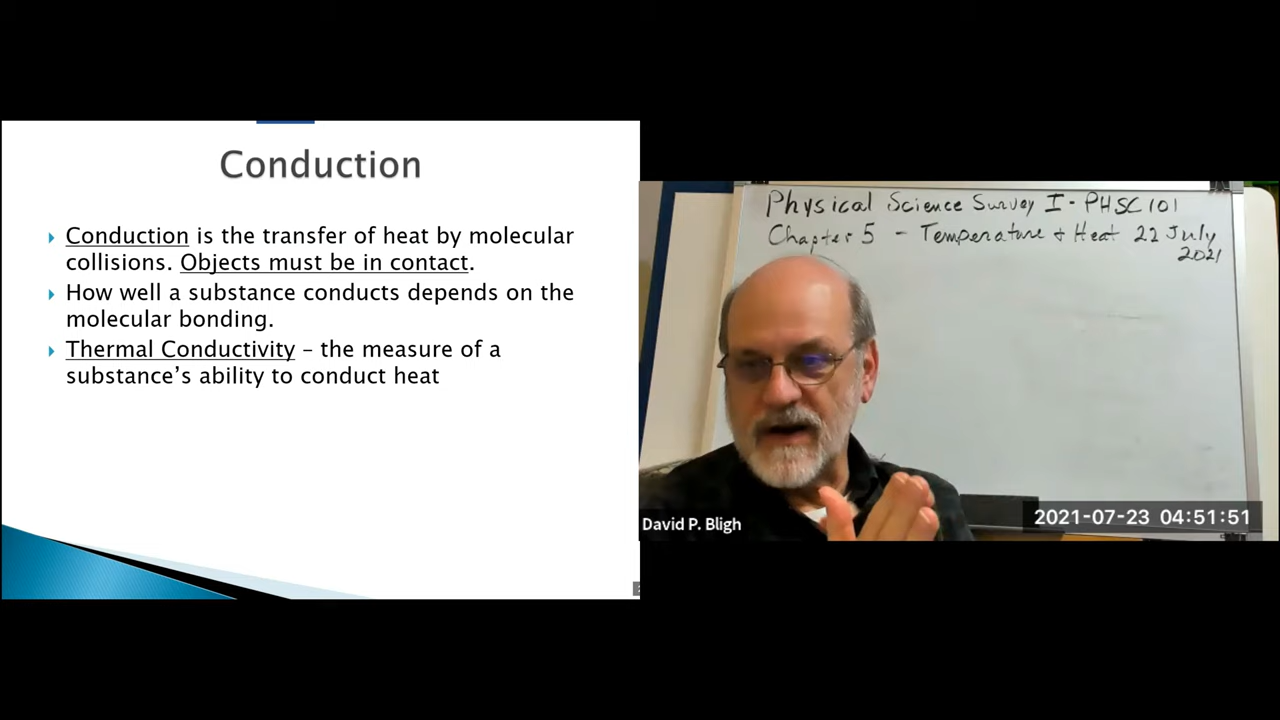 Conduction
Conduction is the transfer of heat by molecular
collisions. Objects must be in contact.
How well a substance conducts depends on the
molecular bonding.
Thermal Conductivity – the measure of a
substance’s ability to conduct heat
Physical Science Survey I - PHSC 101
Chapter 5 - Temperature & Heat 22 July
2021
David P. Bligh
2021-07-23 04:51:51